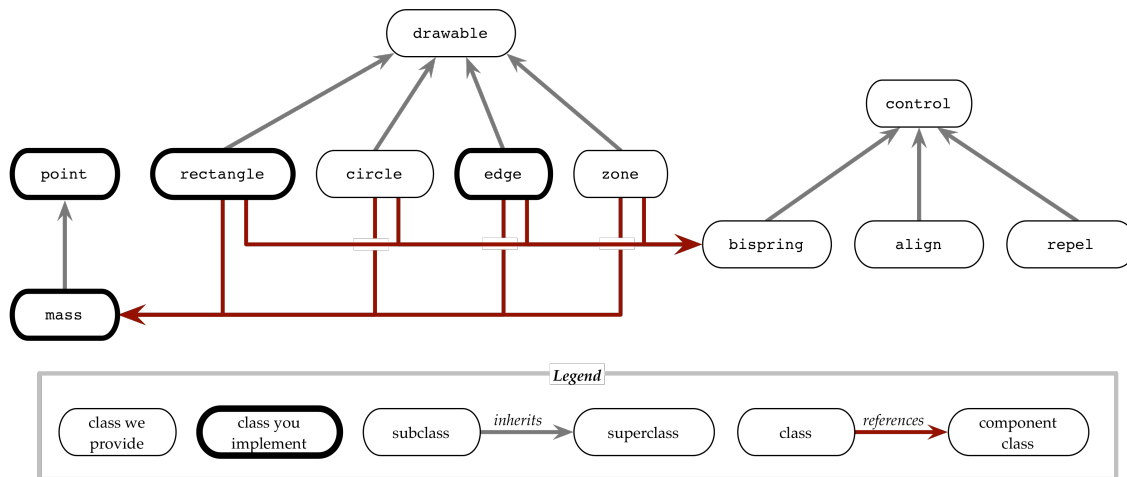 drawable
control
point
rectangle
circle
edge
zone
bispring
align
repel
mass
Legend
class we
provide
class you
implement
subclass
inherits
superclass
class
references
component
class